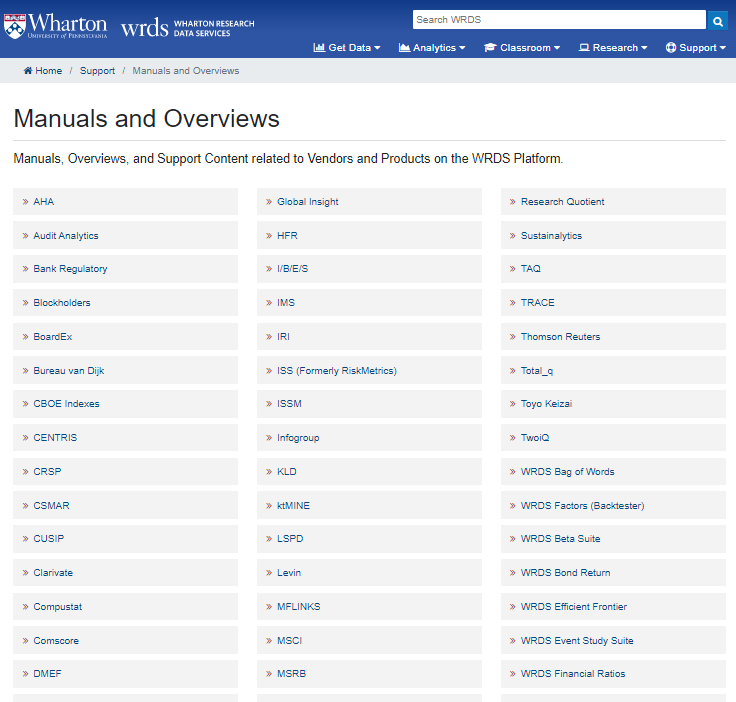 Wharton
UNIVERSITY of PENNSYLVANIA
wrds
WHARTON RESEARCH
DATA SERVICES
Search WRDS
Get Data
Analytics
Classroom
Research
Support
Home / Support / Manuals and Overviews
Manuals and Overviews
Manuals, Overviews, and Support Content related to Vendors and Products on the WRDS Platform.
» AHA
» Audit Analytics
» Bank Regulatory
» Blockholders
» BoardEx
» Bureau van Dijk
» CBOE Indexes
» CENTRIS
» CRSP
» CSMAR
» CUSIP
» Clarivate
» Compustat
» Comscore
» DMEF
» Global Insight
» HFR
» I/B/E/S
» IMS
» IRI
» ISS (Formerly RiskMetrics)
» ISSM
» Infogroup
» KLD
» ktMINE
» LSPD
» Levin
» MFLINKS
» MSCI
» MSRB
» Research Quotient
» Sustainalytics
» TAQ
» TRACE
» Thomson Reuters
» Total_q
» Toyo Keizai
» TwoiQ
» WRDS Bag of Words
» WRDS Factors (Backtester)
» WRDS Beta Suite
» WRDS Bond Return
» WRDS Efficient Frontier
» WRDS Event Study Suite
» WRDS Financial Ratios